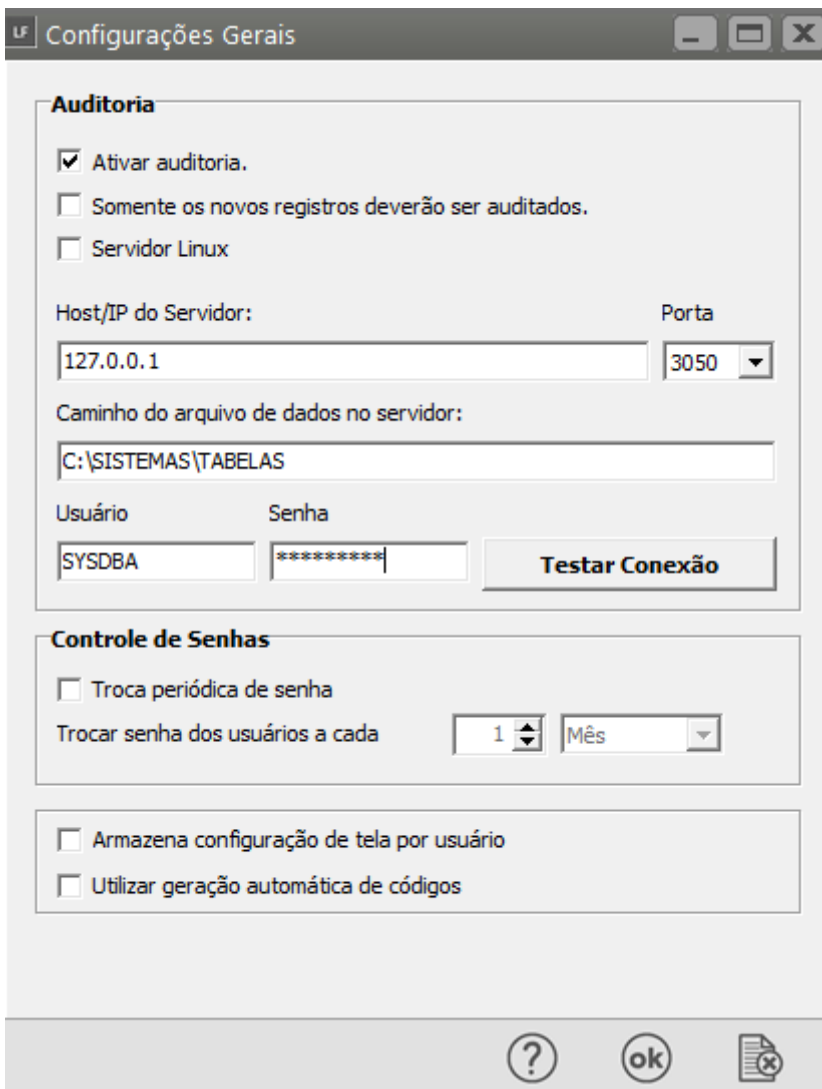 LF Configurações Gerais
Auditoria
Ativar auditoria.
Somente os novos registros deverão ser auditados.
Servidor Linux
Host/IP do Servidor: Porta
127.0.0.1 3050
Caminho do arquivo de dados no servidor:
C:\SISTEMAS\TABELAS
Usuário Senha
SYSDBA ********* Testar Conexão
Controle de Senhas
Troca periódica de senha
Trocar senha dos usuários a cada 1 Mês
Armazena configuração de tela por usuário
Utilizar geração automática de códigos
? ok